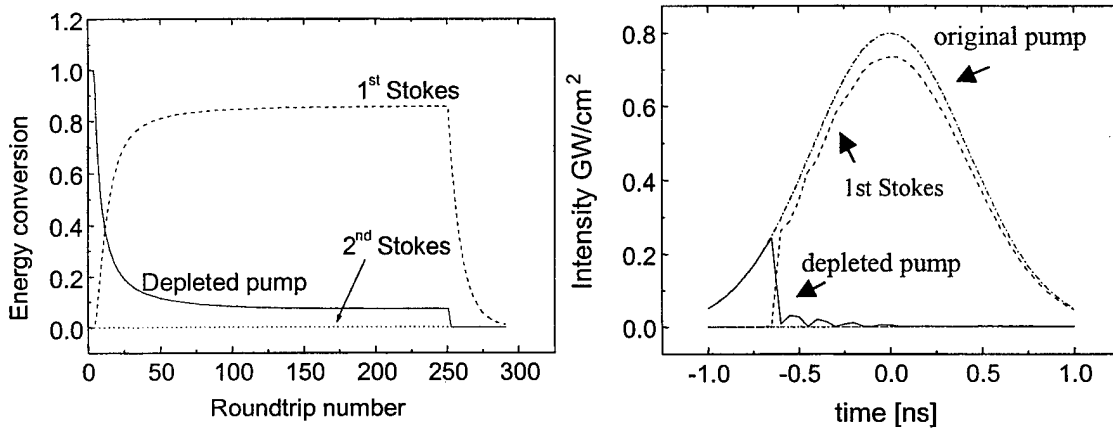 1.2
1.0
0.8
0.6
0.4
0.2
0.0
Energy conversion
1st Stokes
2nd Stokes
Depleted pump
0 50 100 150 200 250 300
Roundtrip number
0.8
0.6
0.4
0.2
0.0
Intensity GW/cm2
original pump
1st Stokes
depleted pump
-1.0 -0.5 0.0 0.5 1.0
time [ns]